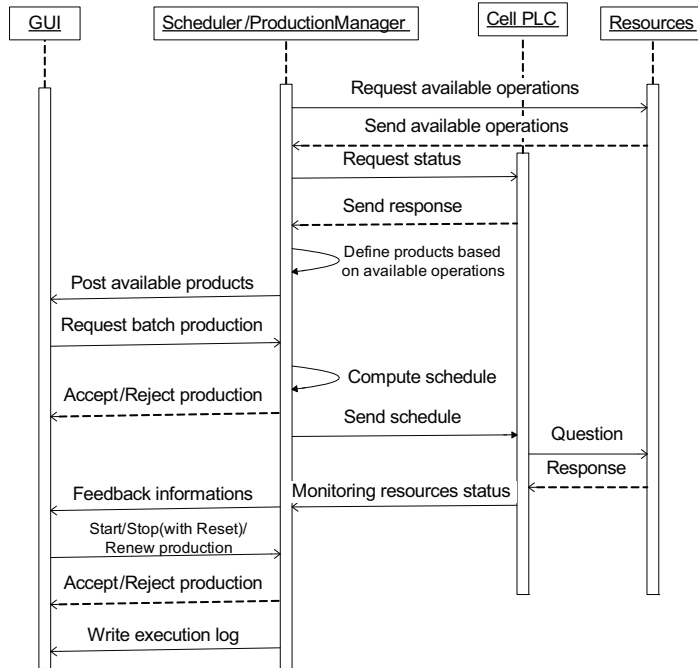 GUI
Scheduler/ProductionManager
Cell PLC
Resources
Request available operations
Send available operations
Request status
Send response
Define products based
on available operations
Post available products
Request batch production
Compute schedule
Accept/Reject production
Send schedule
Question
Response
Monitoring resources status
Feedback informations
Start/Stop(with Reset)/
Renew production
Accept/Reject production
Write execution log